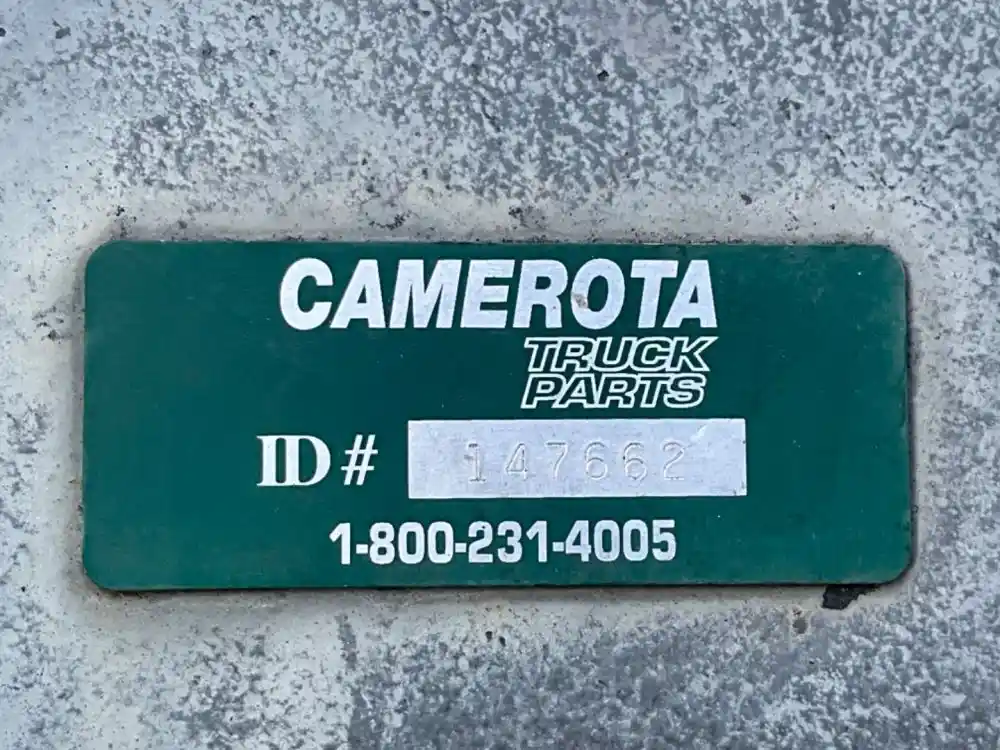 CAMEROTA
TRUCK
PARTS
ID# 147662
1-800-231-4005